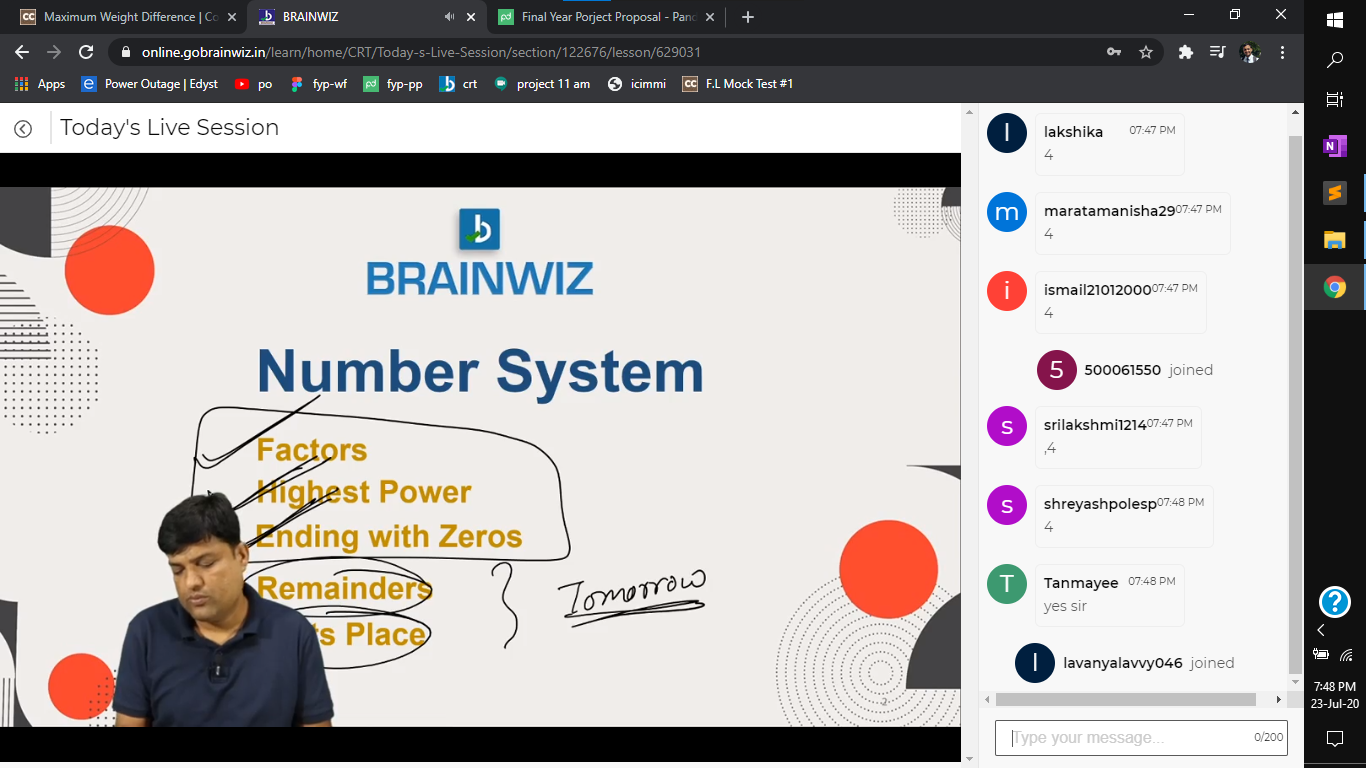 Maximum Weight Difference | Co
BRAINWIZ
Final Year Porject Proposal - Pand
online.gobrainwiz.in/learn/home/CRT/Today-s-Live-Session/section/122676/lesson/629031
Apps
Power Outage | Edyst
po
fyp-wf
fyp-pp
crt
project 11 am
icimmi
F.L Mock Test #1
Today's Live Session
BRAINWIZ
Number System
Factors
Highest Power
Ending with Zeros
Remainders
Place
Tomorrow
2
lakshika 07:47 PM
4
maratamanisha29 07:47 PM
4
ismail21012000 07:47 PM
4
500061550 joined
srilakshmi1214 07:47 PM
,4
shreyashpolesp 07:48 PM
4
Tanmayee 07:48 PM
yes sir
lavanyalavvy046 joined
Type your message... 0/200
7:48 PM
23-Jul-20